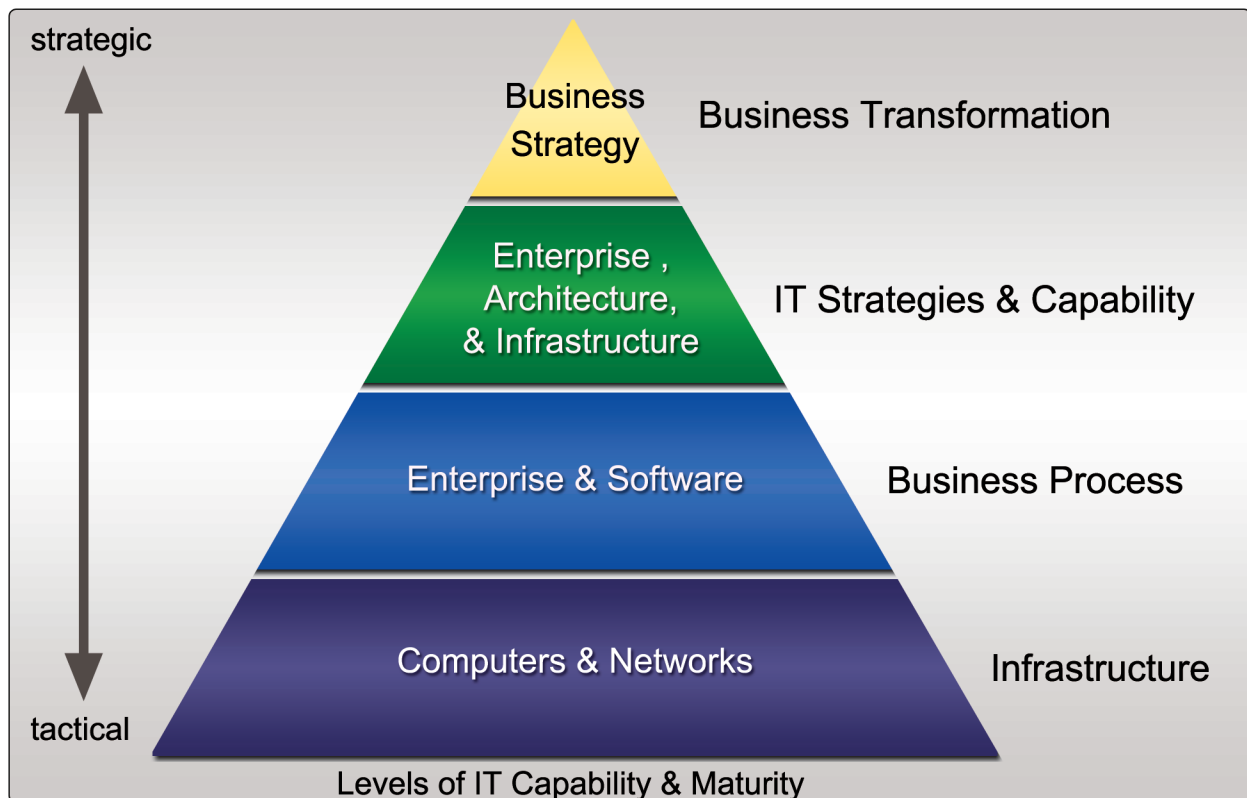 strategic
Business
Strategy
Business Transformation
Enterprise ,
Architecture,
& Infrastructure
IT Strategies & Capability
Enterprise & Software
Business Process
Computers & Networks
Infrastructure
tactical
Levels of IT Capability & Maturity